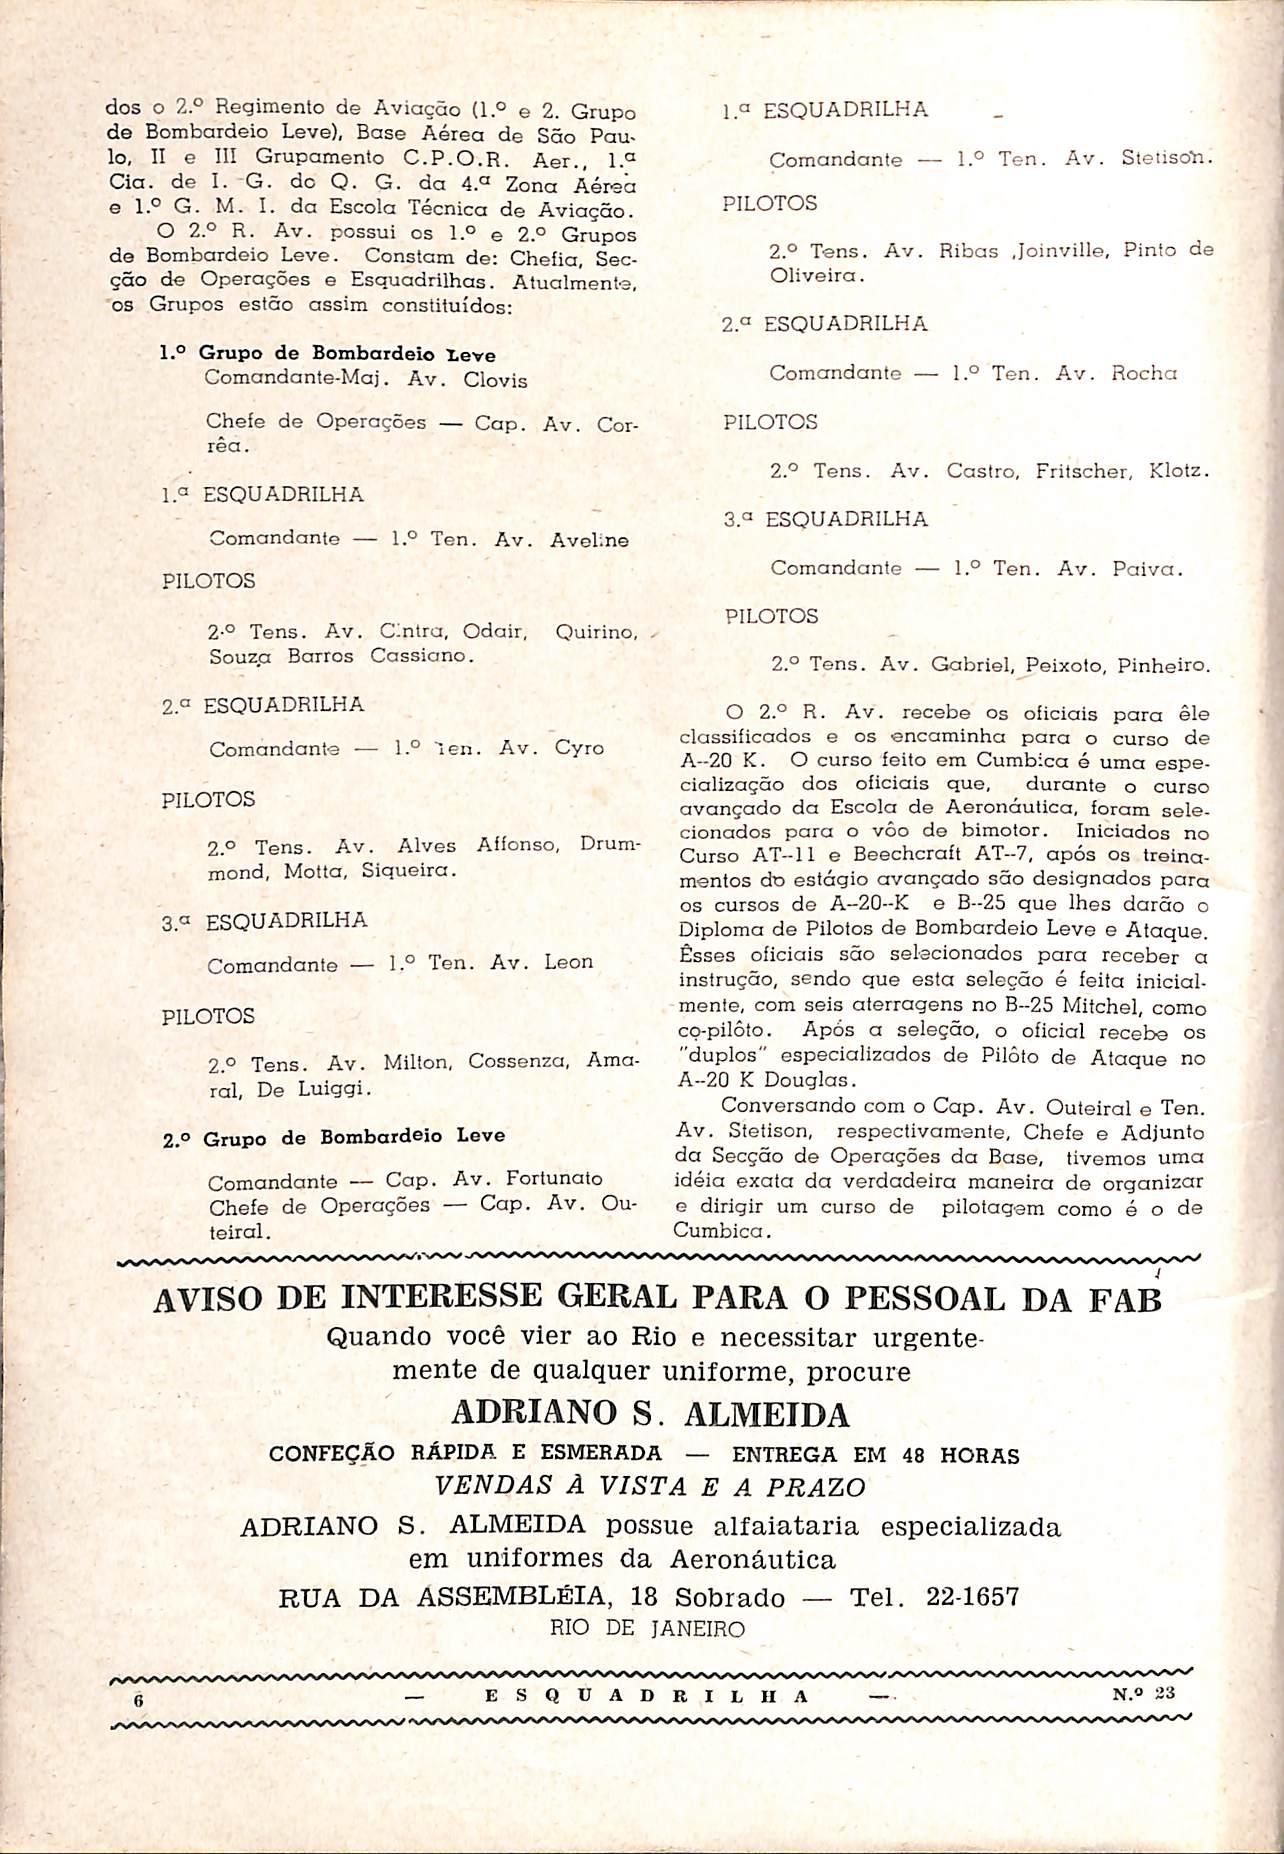 dos o 2.º Regimento de Aviação (1.º e 2. Grupo
de Bombardeio Leve), Base Aérea de São Pau-
lo, II e III Grupamento C.P.O.R. Aer., 1.ª
Cia. de I. G. do Q. G. da 4.ª Zona Aérea
e 1.º G. M. I. da Escola Técnica de Aviação.
O 2.º R. Av. possui os 1.º e 2.º Grupos
de Bombardeio Leve. Constam de: Chefia, Sec-
ção de Operações e Esquadrilhas. Atualmente,
os Grupos estão assim constituídos:
1.º Grupo de Bombardeio Leve
Comandante-Maj. Av. Clovis
Chefe de Operações — Cap. Av. Cor-
rêa.
1.ª ESQUADRILHA
Comandante — 1.º Ten. Av. Aveline
PILOTOS
2.º Tens. Av. Cintra, Odair, Quirino,
Souza Barros Cassiano.
2.ª ESQUADRILHA
Comandante — 1.º Ten. Av. Cyro
PILOTOS
2.º Tens. Av. Alves Affonso, Drum-
mond, Motta, Siqueira.
3.ª ESQUADRILHA
Comandante — 1.º Ten. Av. Leon
PILOTOS
2.º Tens. Av. Milton, Cossenza, Ama-
ral, De Luiggi.
2.º Grupo de Bombardeio Leve
Comandante — Cap. Av. Fortunato
Chefe de Operações — Cap. Av. Ou-
teiral.
1.ª ESQUADRILHA
Comandante — 1.º Ten. Av. Stetison.
PILOTOS
2.º Tens. Av. Ribas ,Joinville, Pinto de
Oliveira.
2.ª ESQUADRILHA
Comandante — 1.º Ten. Av. Rocha
PILOTOS
2.º Tens. Av. Castro, Fritscher, Klotz.
3.ª ESQUADRILHA
Comandante — 1.º Ten. Av. Paiva.
PILOTOS
2.º Tens. Av. Gabriel, Peixoto, Pinheiro.
O 2.º R. Av. recebe os oficiais para êle
classificados e os encaminha para o curso de
A--20 K. O curso feito em Cumbica é uma espe-
cialização dos oficiais que, durante o curso
avançado da Escola de Aeronáutica, foram sele-
cionados para o vôo de bimotor. Iniciados no
Curso AT--11 e Beechcraft AT--7, após os treina-
mentos do estágio avançado são designados para
os cursos de A--20--K e B--25 que lhes darão o
Diploma de Pilotos de Bombardeio Leve e Ataque.
Êsses oficiais são selecionados para receber a
instrução, sendo que esta seleção é feita inicial-
mente, com seis aterragens no B--25 Mitchel, como
co-pilôto. Após a seleção, o oficial recebe os
"duplos" especializados de Pilôto de Ataque no
A--20 K Douglas.
Conversando com o Cap. Av. Outeiral e Ten.
Av. Stetison, respectivamente, Chefe e Adjunto
da Secção de Operações da Base, tivemos uma
idéia exata da verdadeira maneira de organizar
e dirigir um curso de pilotagem como é o de
Cumbica.
AVISO DE INTERESSE GERAL PARA O PESSOAL DA FAB
Quando você vier ao Rio e necessitar urgente-
mente de qualquer uniforme, procure
ADRIANO S. ALMEIDA
CONFEÇÃO RÁPIDA E ESMERADA — ENTREGA EM 48 HORAS
VENDAS À VISTA E A PRAZO
ADRIANO S. ALMEIDA possue alfaiataria especializada
em uniformes da Aeronáutica
RUA DA ASSEMBLÉIA, 18 Sobrado — Tel. 22-1657
RIO DE JANEIRO
6 — ESQUADRILHA — N.º 23